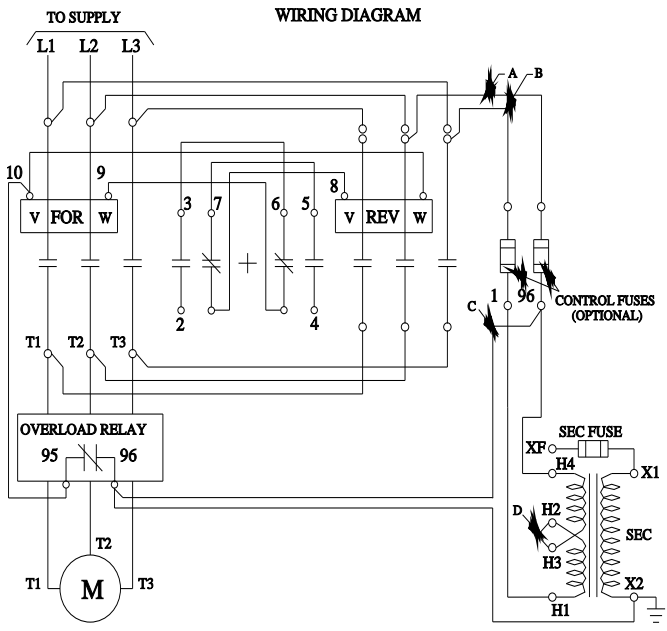 WIRING DIAGRAM
TO SUPPLY
L1 L2 L3
A B
10 9 8
V FOR W
3 7 6 5
V REV W
2 4
1 96
CONTROL FUSES
(OPTIONAL)
C
T1 T2 T3
OVERLOAD RELAY
95 96
SEC FUSE
XF
H4 X1
D H2
SEC
H3
T2
T1 M T3
X2
H1